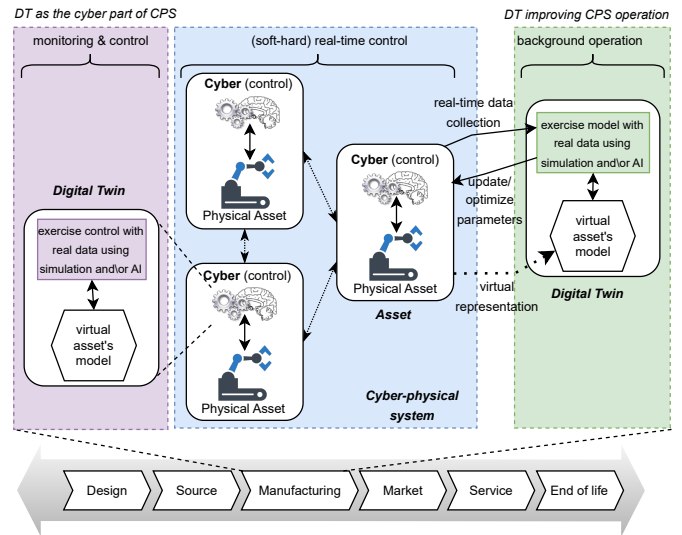 DT as the cyber part of CPS
DT improving CPS operation
monitoring & control
(soft-hard) real-time control
background operation
Cyber (control)
Physical Asset
real-time data
collection
exercise model with
real data using
simulation and\or AI
Cyber (control)
Physical Asset
Asset
update/
optimize
parameters
virtual
asset's
model
Digital Twin
virtual
representation
Digital Twin
exercise control with
real data using
simulation and\or AI
virtual
asset's
model
Cyber (control)
Physical Asset
Cyber-physical
system
Design
Source
Manufacturing
Market
Service
End of life